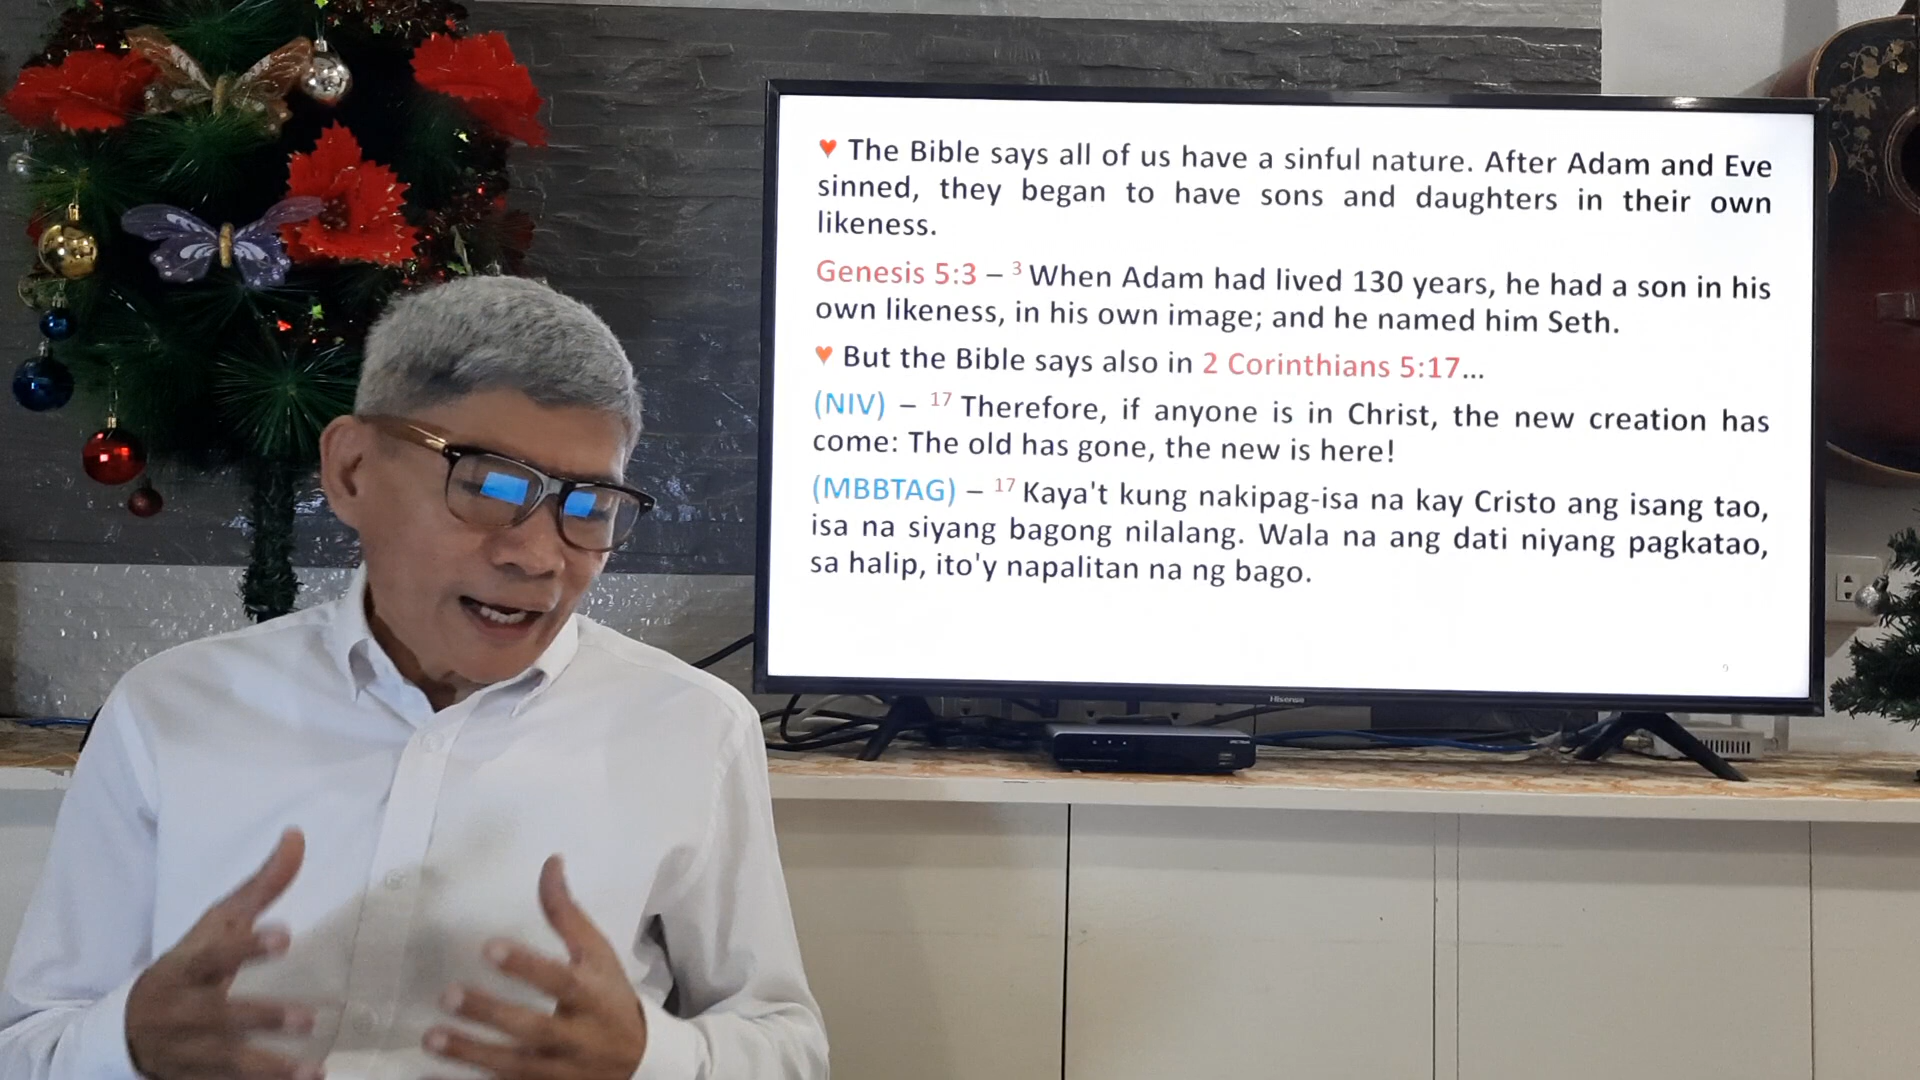 ♥ The Bible says all of us have a sinful nature. After Adam and Eve
sinned, they began to have sons and daughters in their own
likeness.
Genesis 5:3 – ³ When Adam had lived 130 years, he had a son in his
own likeness, in his own image; and he named him Seth.
♥ But the Bible says also in 2 Corinthians 5:17...
(NIV) – ¹⁷ Therefore, if anyone is in Christ, the new creation has
come: The old has gone, the new is here!
(MBBTAG) – ¹⁷ Kaya't kung nakipag-isa na kay Cristo ang isang tao,
isa na siyang bagong nilalang. Wala na ang dati niyang pagkatao,
sa halip, ito'y napalitan na ng bago.
Hisense